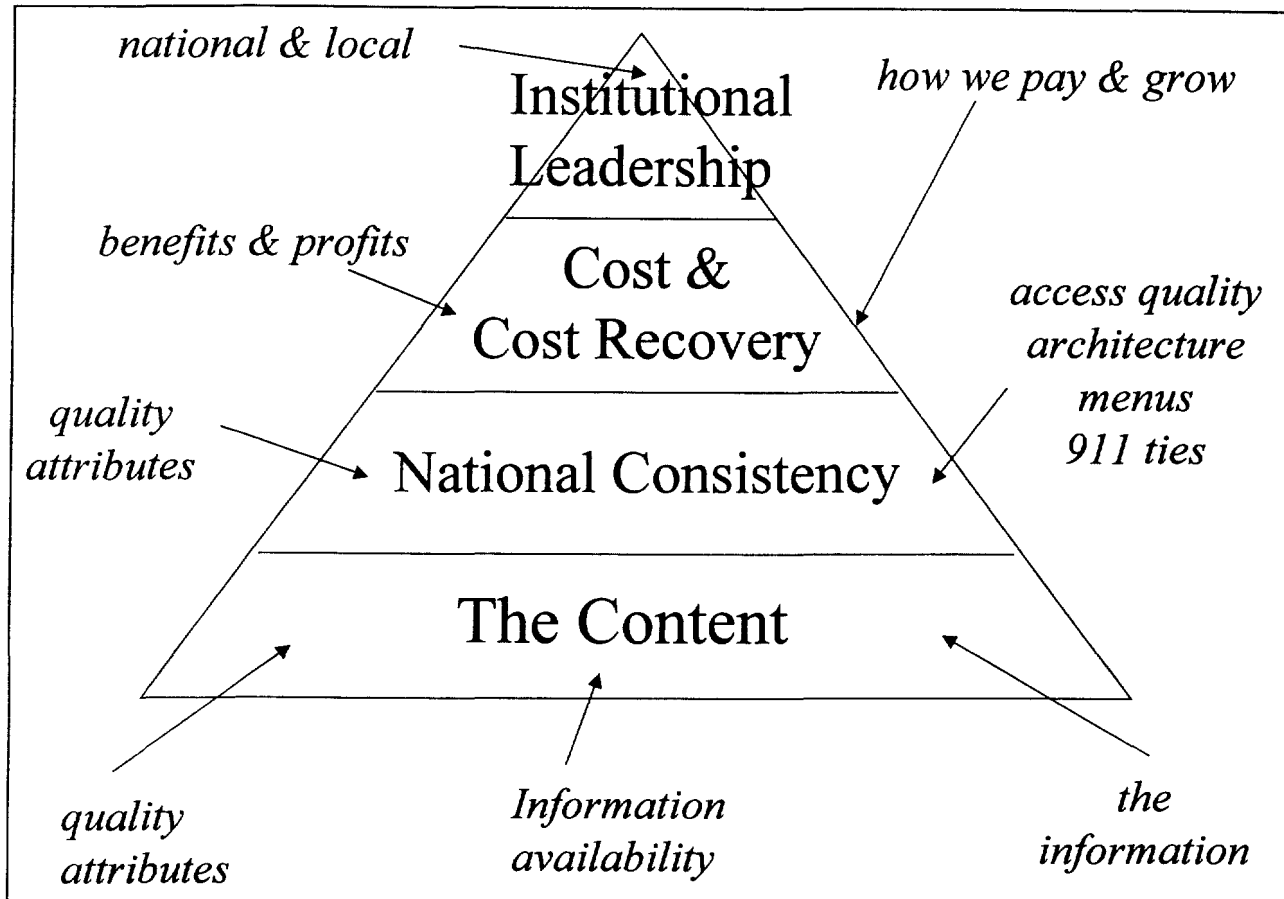 national & local
Institutional
Leadership
how we pay & grow
benefits & profits
Cost &
Cost Recovery
access quality
architecture
menus
911 ties
quality
attributes
National Consistency
The Content
quality
attributes
Information
availability
the
information